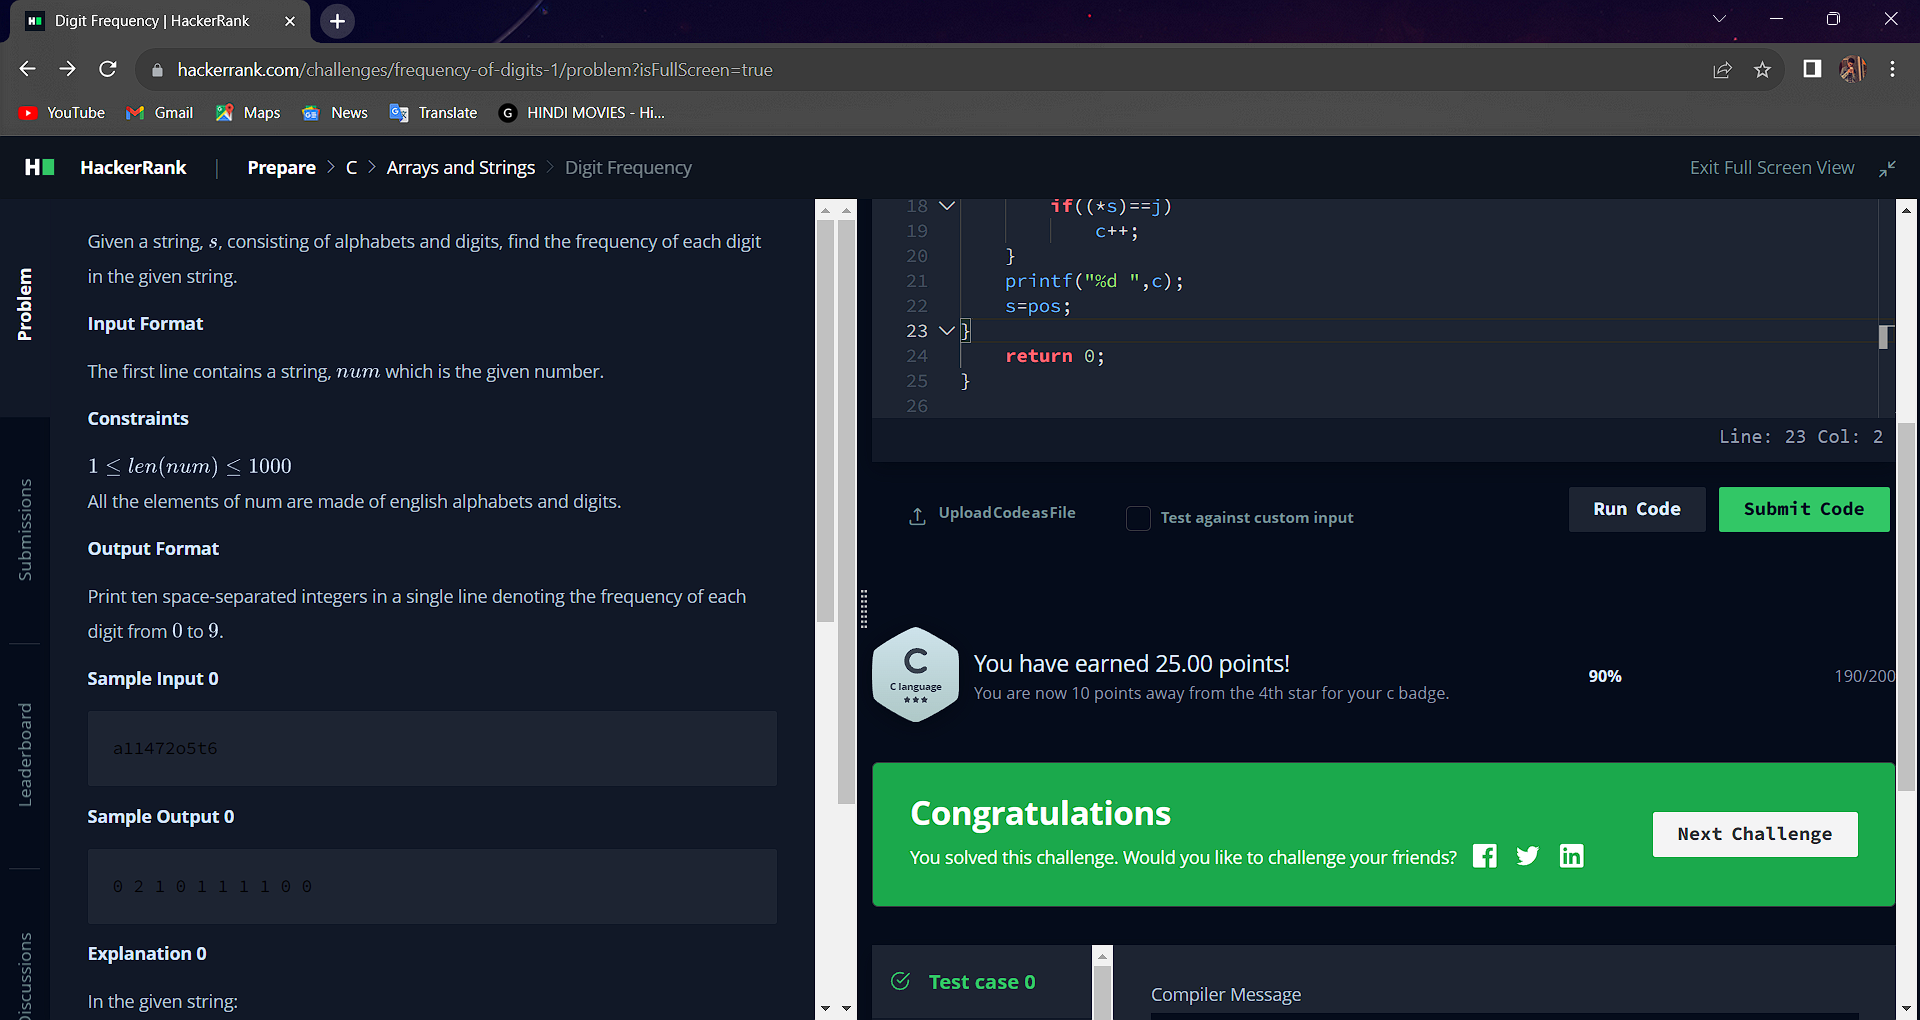 Digit Frequency | HackerRank
hackerrank.com/challenges/frequency-of-digits-1/problem?isFullScreen=true
YouTube Gmail Maps News Translate G HINDI MOVIES - Hi...
H HackerRank | Prepare > C > Arrays and Strings > Digit Frequency
Exit Full Screen View
Problem
Submissions
Leaderboard
Discussions
Given a string, s, consisting of alphabets and digits, find the frequency of each digit
in the given string.
Input Format
The first line contains a string, num which is the given number.
Constraints
1 ≤ len(num) ≤ 1000
All the elements of num are made of english alphabets and digits.
Output Format
Print ten space-separated integers in a single line denoting the frequency of each
digit from 0 to 9.
Sample Input 0
a11472o5t6
Sample Output 0
0 2 1 0 1 1 1 1 0 0
Explanation 0
In the given string:
18 if((*s)==j)
19 c++;
20 }
21 printf("%d ",c);
22 s=pos;
23 }
24 return 0;
25 }
26
Line: 23 Col: 2
Upload Code as File
Test against custom input
Run Code
Submit Code
C
C language
You have earned 25.00 points!
You are now 10 points away from the 4th star for your c badge.
90%
190/200
Congratulations
You solved this challenge. Would you like to challenge your friends?
Next Challenge
Test case 0
Compiler Message